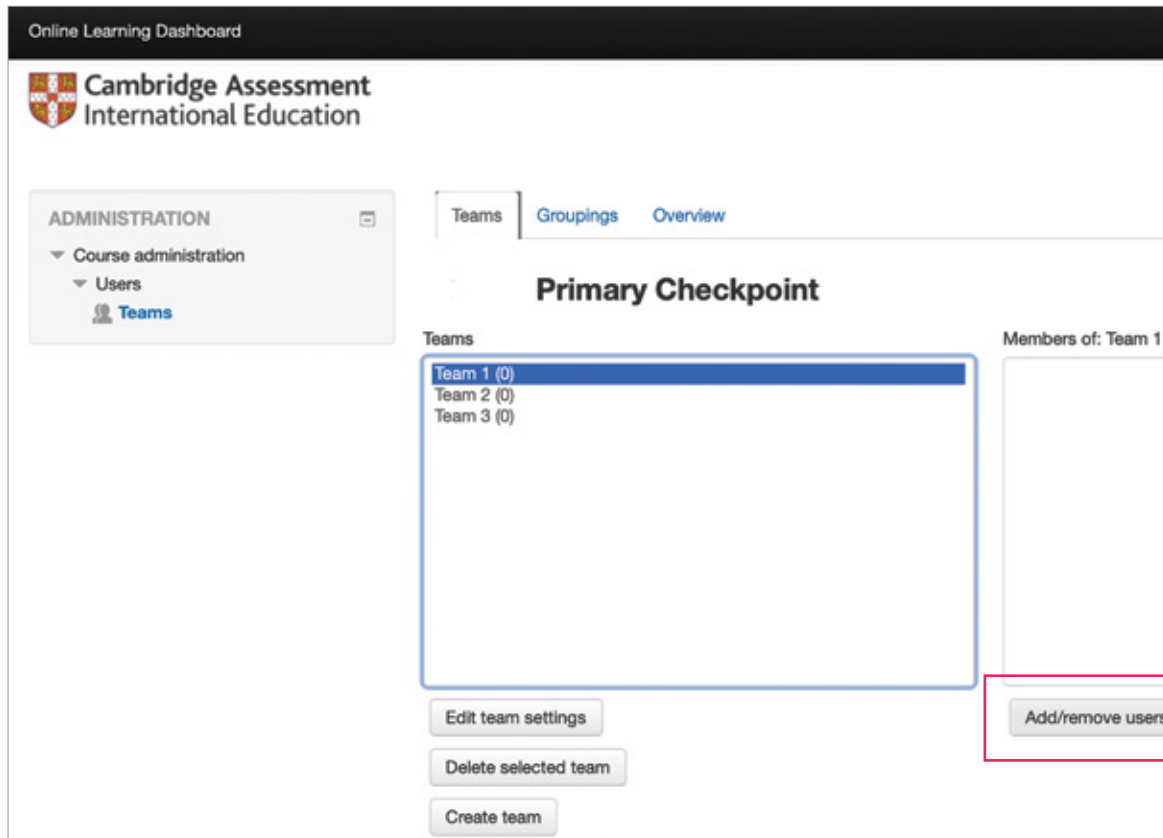 Online Learning Dashboard
Cambridge Assessment
International Education
ADMINISTRATION
Course administration
Users
Teams
Teams Groupings Overview
Primary Checkpoint
Teams
Team 1 (0)
Team 2 (0)
Team 3 (0)
Members of: Team 1
Edit team settings
Add/remove users
Delete selected team
Create team